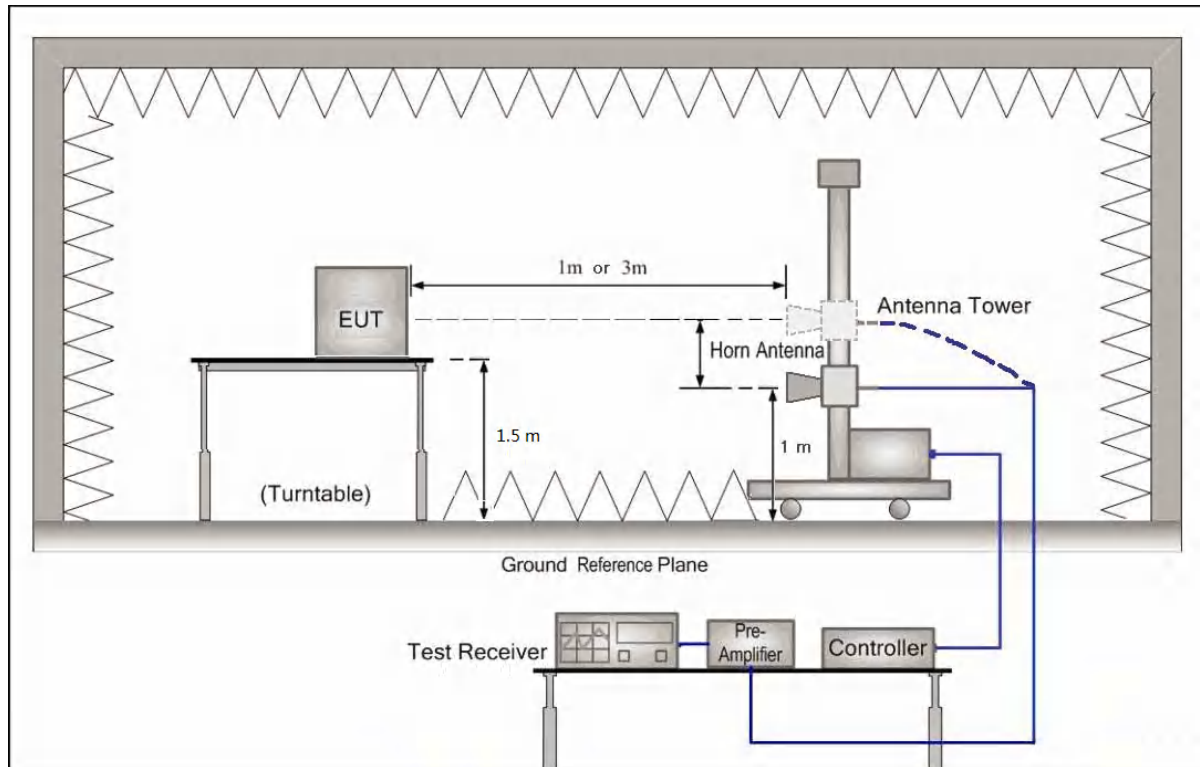 1m or 3m
EUT
Antenna Tower
Horn Antenna
1.5 m
1 m
(Turntable)
Ground Reference Plane
Test Receiver
Pre-
Amplifier
Controller